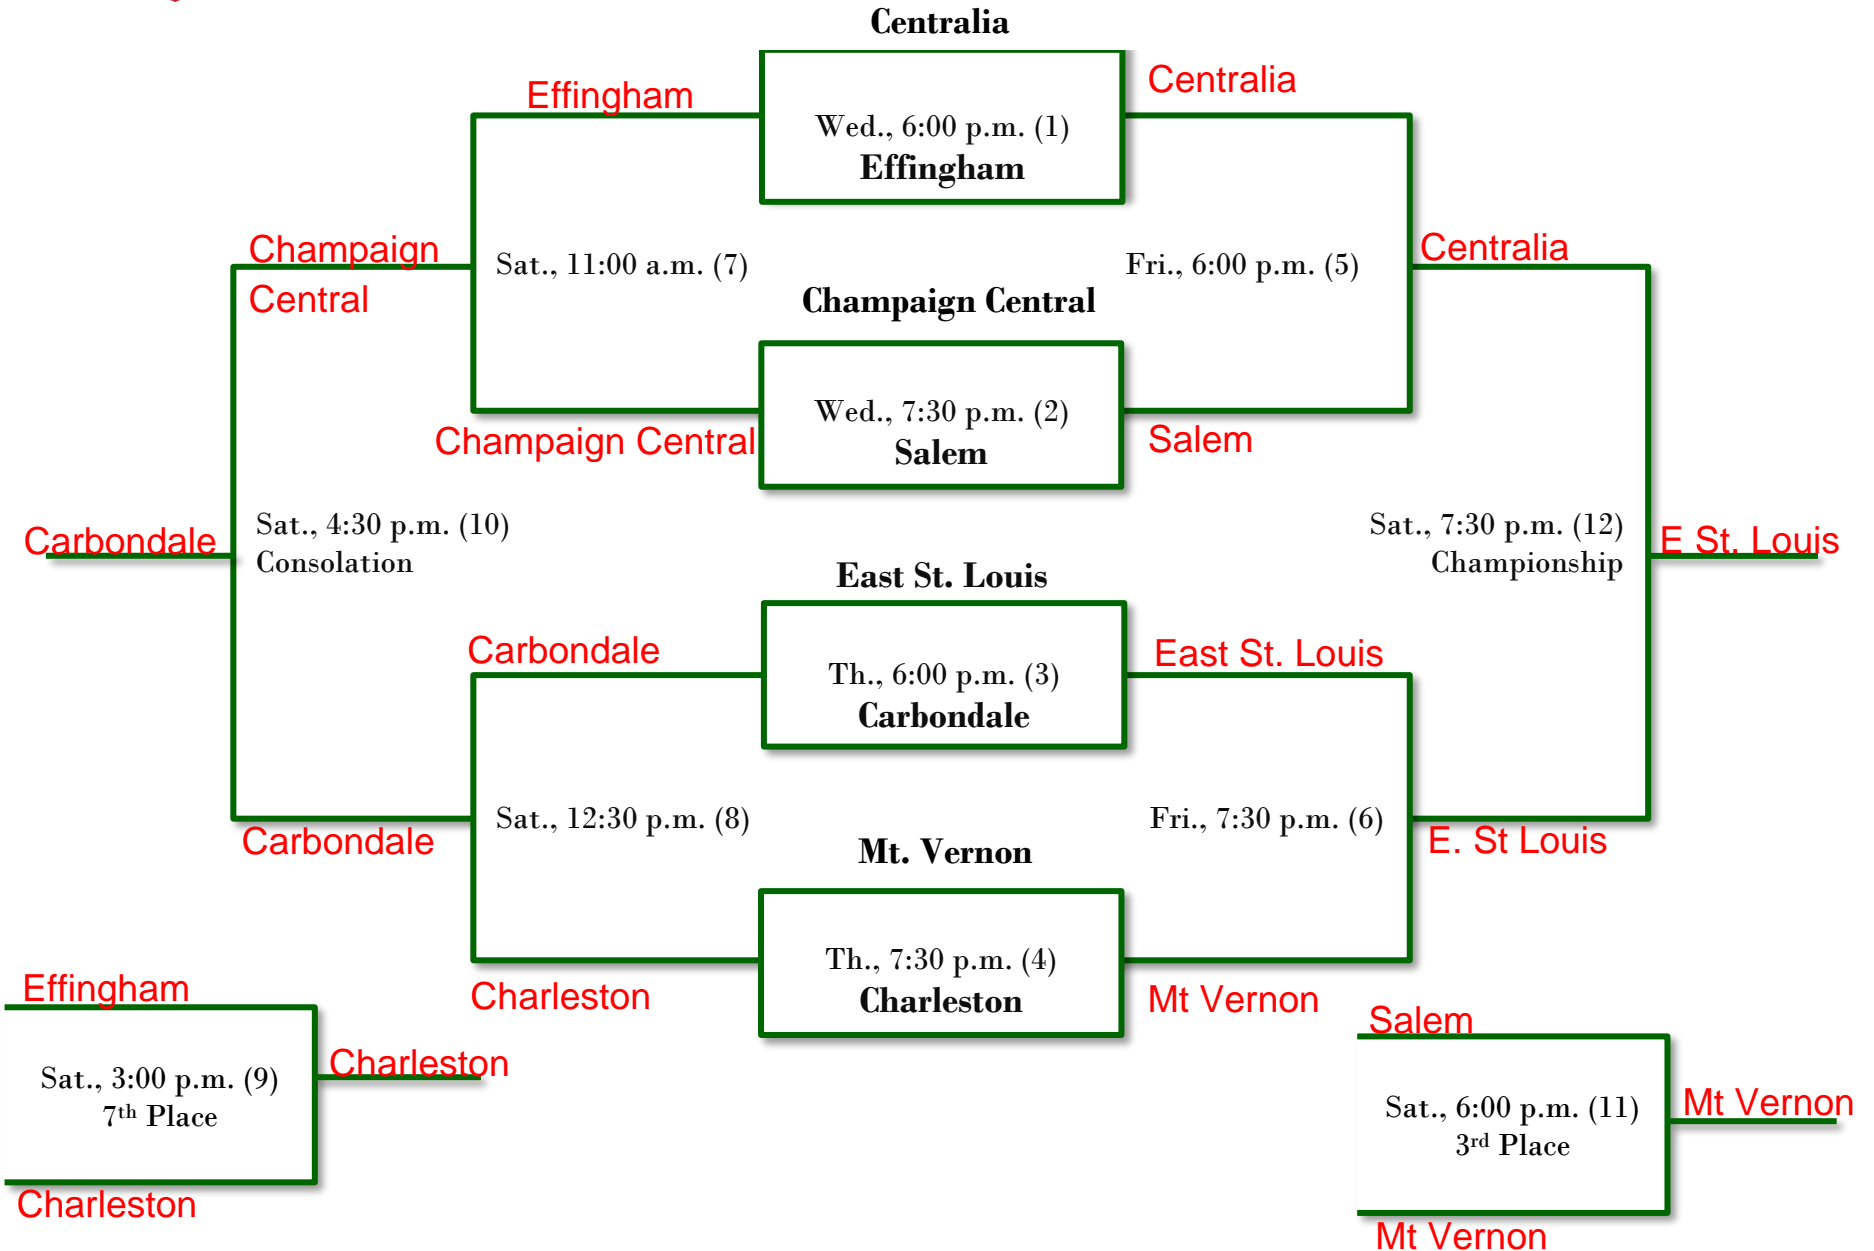 Centralia
Effingham
Centralia
Wed., 6:00 p.m. (1)
Effingham
Champaign
Central
Sat., 11:00 a.m. (7)
Fri., 6:00 p.m. (5)
Centralia
Champaign Central
Wed., 7:30 p.m. (2)
Salem
Champaign Central
Salem
Carbondale
Sat., 4:30 p.m. (10)
Consolation
Sat., 7:30 p.m. (12)
Championship
E St. Louis
East St. Louis
Carbondale
East St. Louis
Th., 6:00 p.m. (3)
Carbondale
Carbondale
Sat., 12:30 p.m. (8)
Fri., 7:30 p.m. (6)
E. St Louis
Mt. Vernon
Th., 7:30 p.m. (4)
Charleston
Charleston
Mt Vernon
Effingham
Sat., 3:00 p.m. (9)
7th Place
Charleston
Charleston
Salem
Sat., 6:00 p.m. (11)
3rd Place
Mt Vernon
Mt Vernon